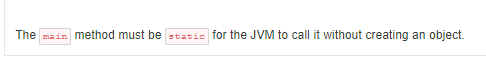 The main method must be static for the JVM to call it without creating an object.